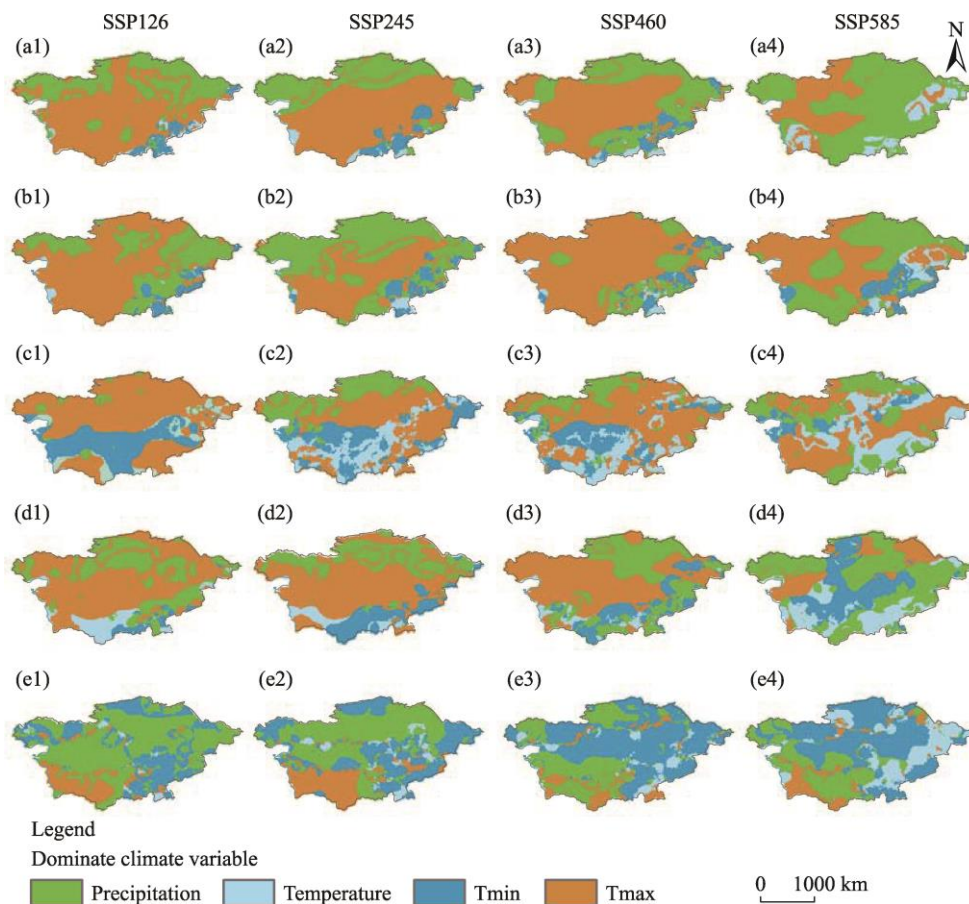 SSP126 SSP245 SSP460 SSP585
N
(a1) (a2) (a3) (a4)
(b1) (b2) (b3) (b4)
(c1) (c2) (c3) (c4)
(d1) (d2) (d3) (d4)
(e1) (e2) (e3) (e4)
Legend
Dominate climate variable
Precipitation Temperature Tmin Tmax
0 1000 km